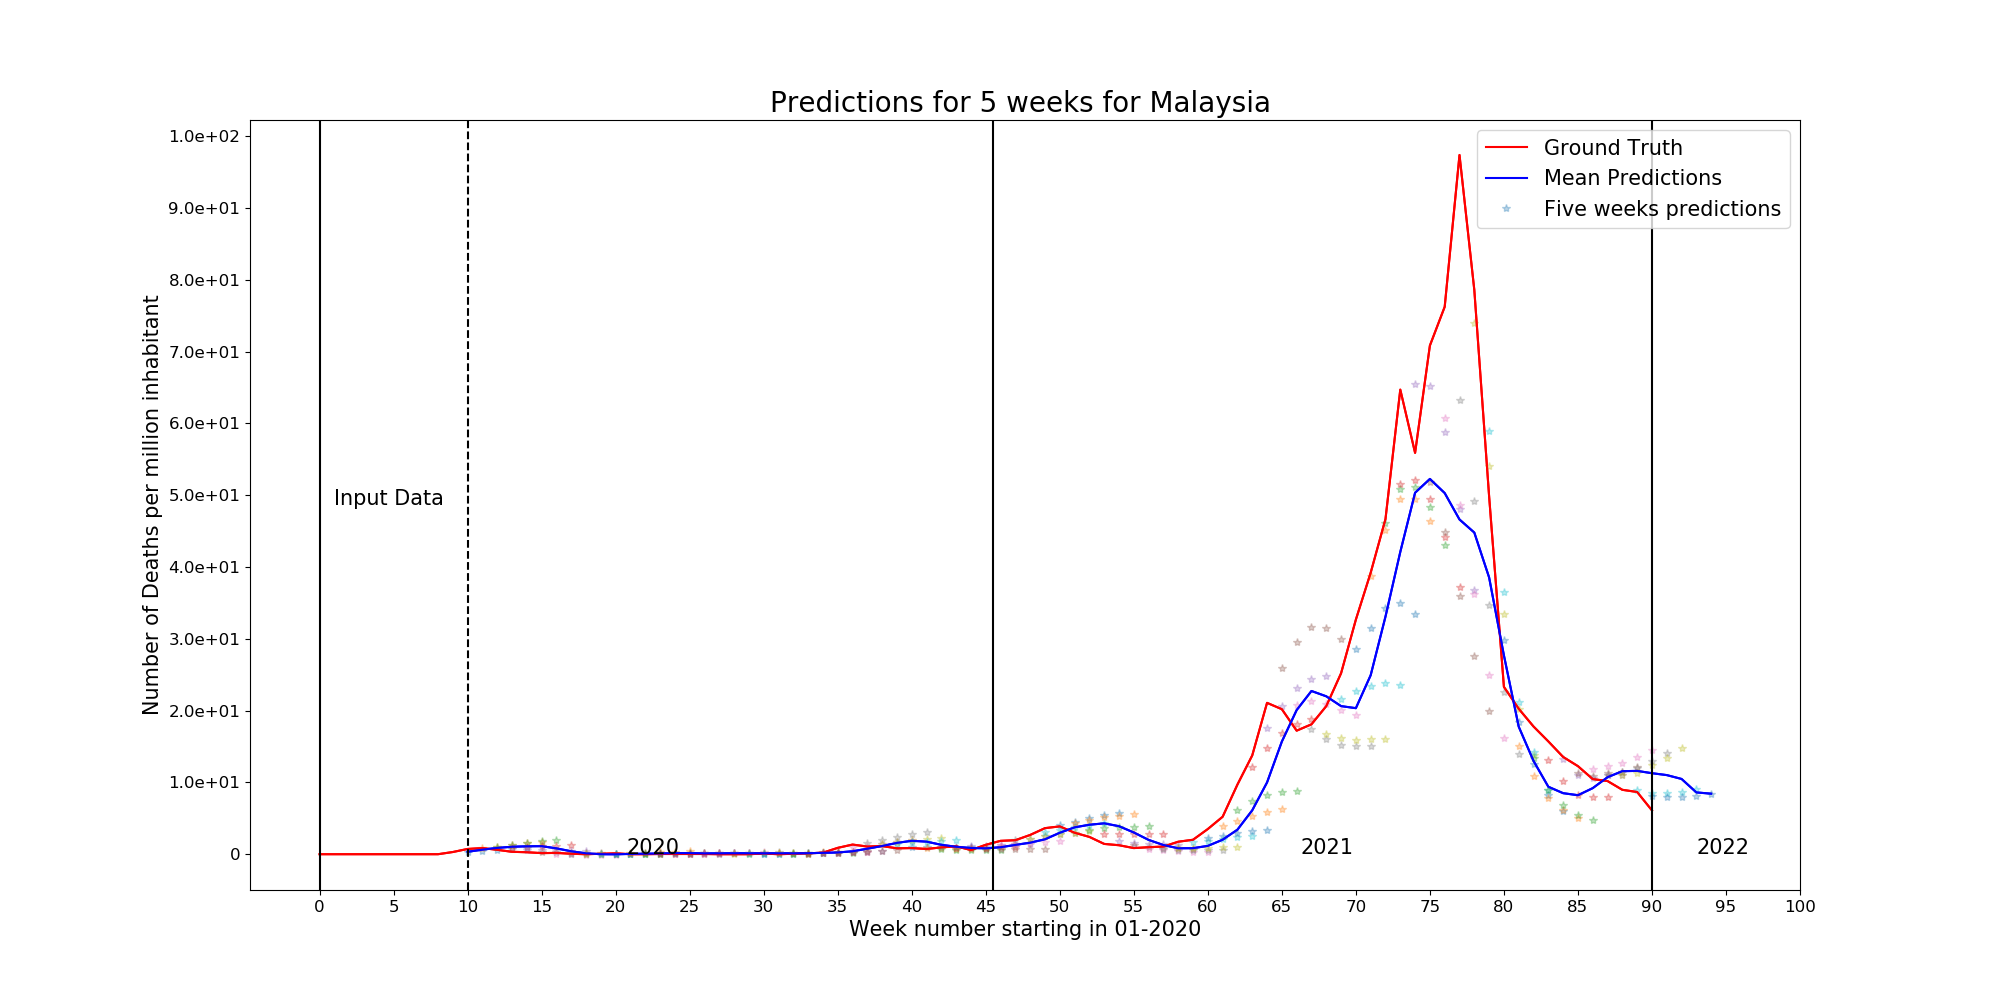 Predictions for 5 weeks for Malaysia
1.0e+02
9.0e+01
8.0e+01
7.0e+01
6.0e+01
5.0e+01
4.0e+01
3.0e+01
2.0e+01
1.0e+01
0
Number of Deaths per million inhabitant
Ground Truth
Mean Predictions
Five weeks predictions
Input Data
2020
2021
2022
0 5 10 15 20 25 30 35 40 45 50 55 60 65 70 75 80 85 90 95 100
Week number starting in 01-2020